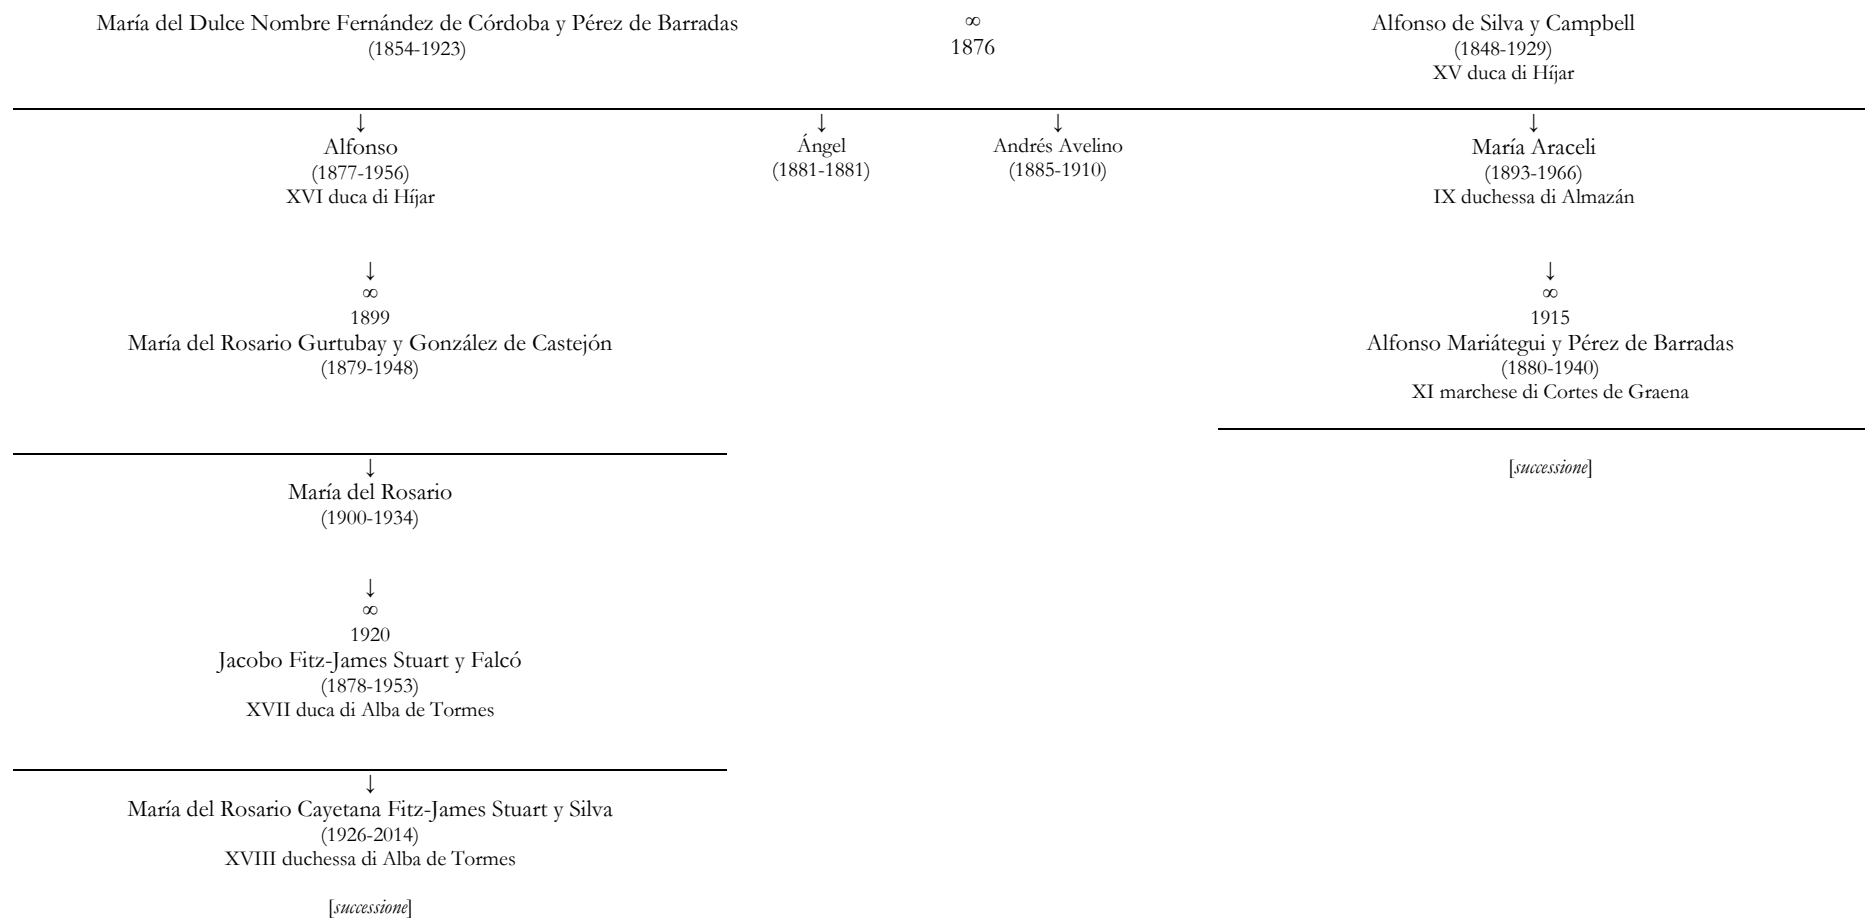 María del Dulce Nombre Fernández de Córdoba y Pérez de Barradas
(1854-1923)
∞
1876
Alfonso de Silva y Campbell
(1848-1929)
XV duca di Híjar
↓
Alfonso
(1877-1956)
XVI duca di Híjar
↓
Ángel
(1881-1881)
↓
Andrés Avelino
(1885-1910)
↓
María Araceli
(1893-1966)
IX duchessa di Almazán
↓
∞
1899
María del Rosario Gurtubay y González de Castejón
(1879-1948)
↓
∞
1915
Alfonso Mariátegui y Pérez de Barradas
(1880-1940)
XI marchese di Cortes de Graena
[successione]
↓
María del Rosario
(1900-1934)
↓
∞
1920
Jacobo Fitz-James Stuart y Falcó
(1878-1953)
XVII duca di Alba de Tormes
↓
María del Rosario Cayetana Fitz-James Stuart y Silva
(1926-2014)
XVIII duchessa di Alba de Tormes
[successione]